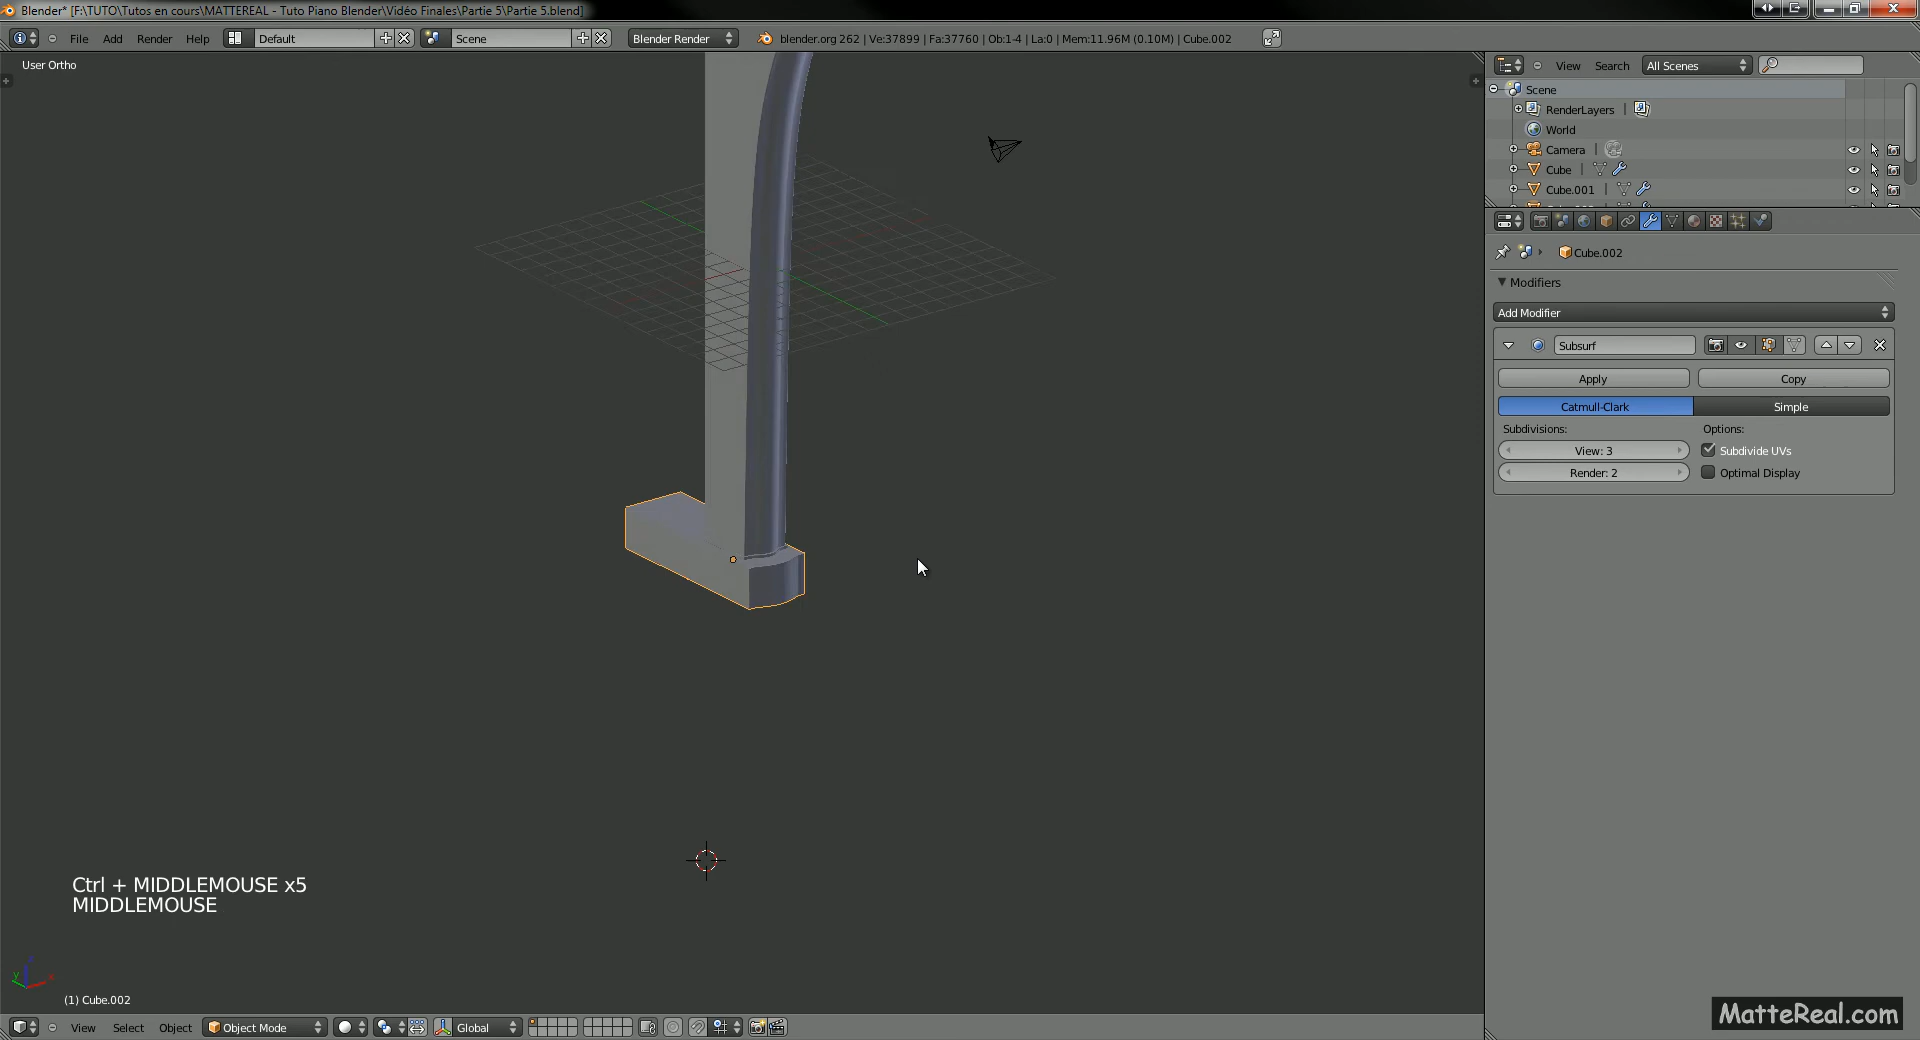 Blender* [F:\TUTO\Tutos en cours\MATTEREAL - Tuto Piano Blender\Vidéo Finales\Partie 5\Partie 5.blend]
File Add Render Help Default Scene Blender Render blender.org 262 | Ve:37899 | Fa:37760 | Ob:1-4 | La:0 | Mem:11.96M (0.10M) | Cube.002
User Ortho
View Search All Scenes
Scene
RenderLayers |
World
Camera |
Cube |
Cube.001 |
Cube.002
Modifiers
Add Modifier
Subsurf
Apply Copy
Catmull-Clark Simple
Subdivisions: Options:
View: 3 Subdivide UVs
Render: 2 Optimal Display
Ctrl + MIDDLEMOUSE x5
MIDDLEMOUSE
y x
(1) Cube.002
View Select Object Object Mode Global
MatteReal.com